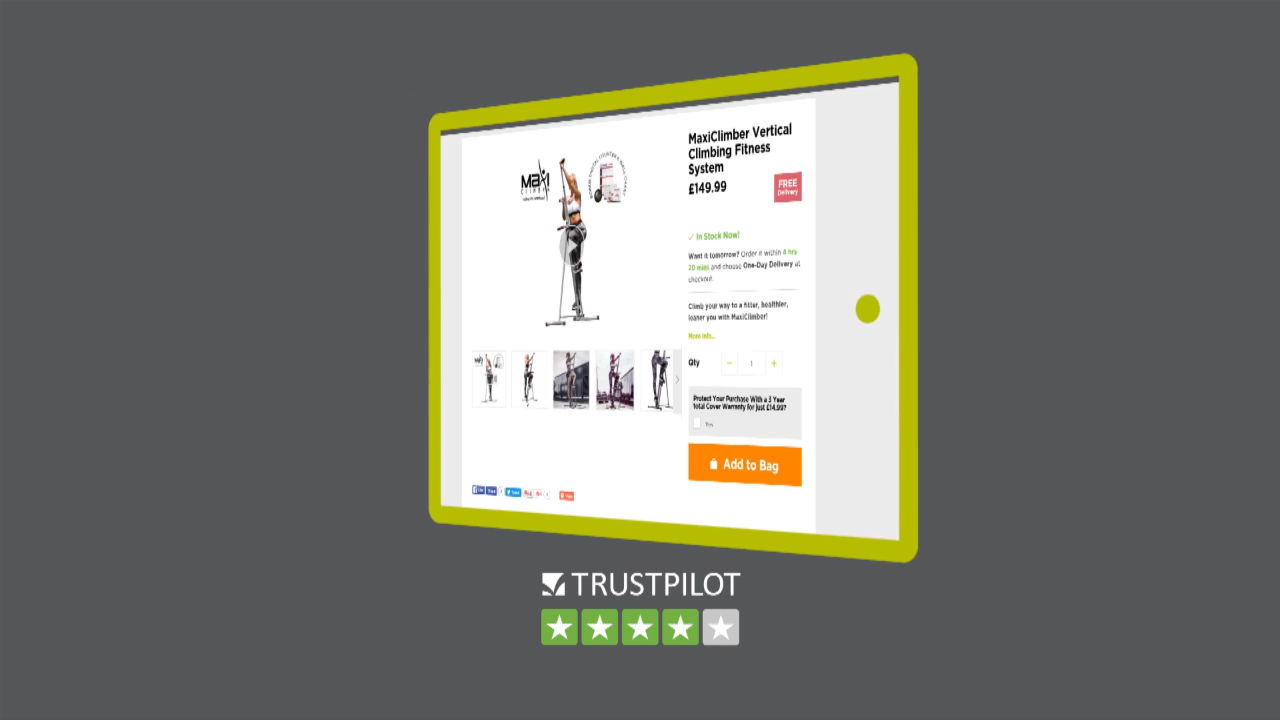 MAXI
CLIMBER
MaxiClimber Vertical
Climbing Fitness
System
£149.99
FREE
Delivery
✓ In Stock Now!
Want it tomorrow? Order it within 4 hrs
20 mins and choose One-Day Delivery at
checkout.
Climb your way to a fitter, healthier,
leaner you with MaxiClimber!
More Info...
Qty
− 1 +
Protect Your Purchase With a 3 Year
total Cover Warranty for just £14.99?
Yes
Add to Bag
TRUSTPILOT